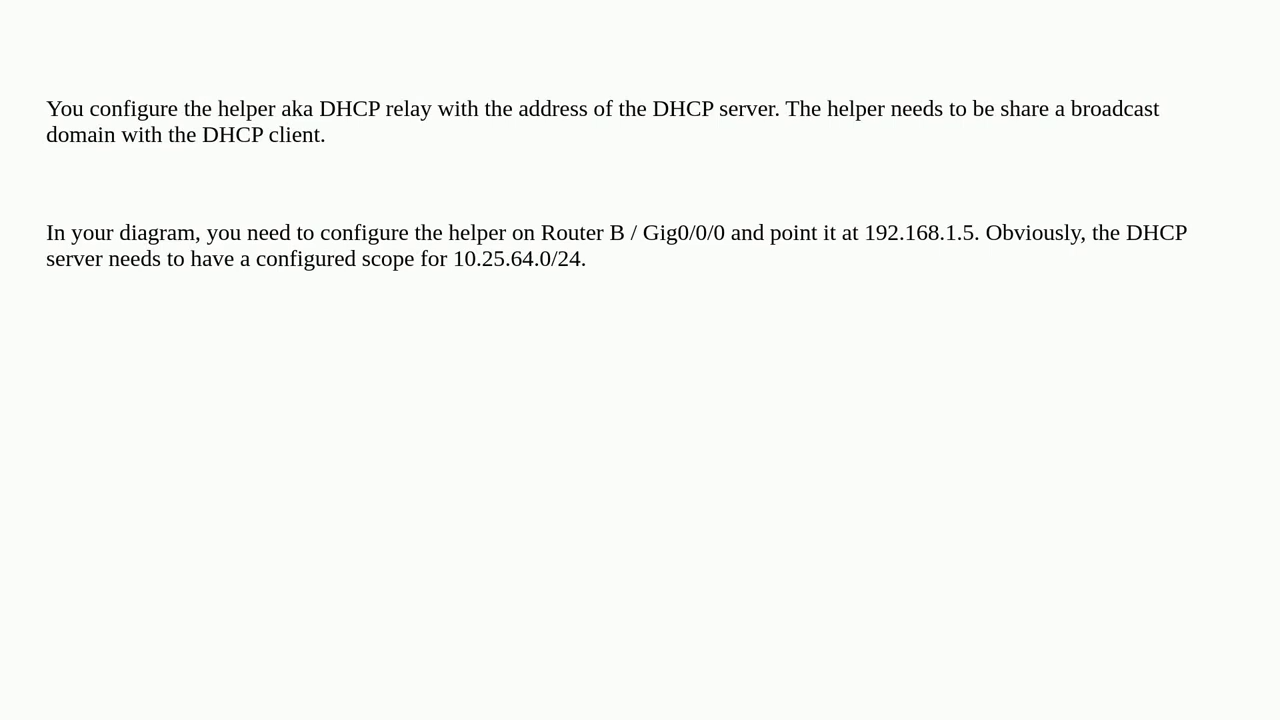 You configure the helper aka DHCP relay with the address of the DHCP server. The helper needs to be share a broadcast
domain with the DHCP client.
In your diagram, you need to configure the helper on Router B / Gig0/0/0 and point it at 192.168.1.5. Obviously, the DHCP
server needs to have a configured scope for 10.25.64.0/24.